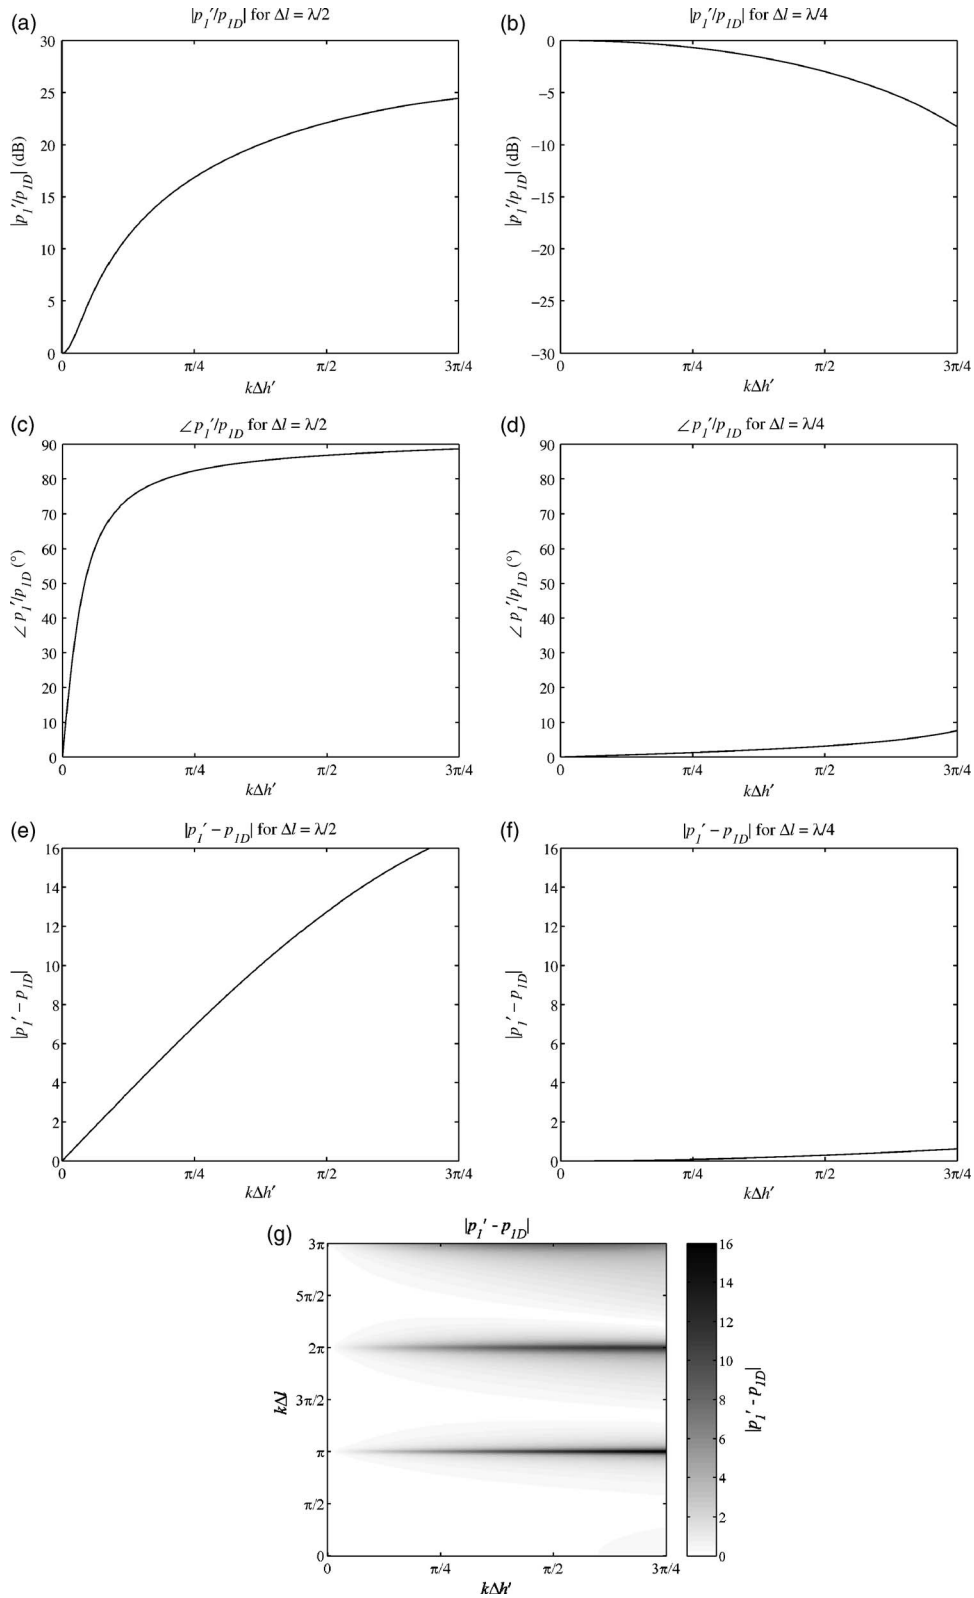 (a)
|p₁′/p₁D| for Δl = λ/2
30
25
20
15
10
5
0
|p₁′/p₁D| (dB)
0 π/4 π/2 3π/4
kΔh′
(b)
|p₁′/p₁D| for Δl = λ/4
0
−5
−10
−15
−20
−25
−30
|p₁′/p₁D| (dB)
0 π/4 π/2 3π/4
kΔh′
(c)
∠ p₁′/p₁D for Δl = λ/2
90
80
70
60
50
40
30
20
10
0
∠ p₁′/p₁D (°)
0 π/4 π/2 3π/4
kΔh′
(d)
∠ p₁′/p₁D for Δl = λ/4
90
80
70
60
50
40
30
20
10
0
∠ p₁′/p₁D (°)
0 π/4 π/2 3π/4
kΔh′
(e)
|p₁′ − p₁D| for Δl = λ/2
16
14
12
10
8
6
4
2
0
|p₁′ − p₁D|
0 π/4 π/2 3π/4
kΔh′
(f)
|p₁′ − p₁D| for Δl = λ/4
16
14
12
10
8
6
4
2
0
|p₁′ − p₁D|
0 π/4 π/2 3π/4
kΔh′
(g)
|p₁′ - p₁D|
3π
5π/2
2π
3π/2
π
π/2
0
kΔl
0 π/4 π/2 3π/4
kΔh′
16
14
12
10
8
6
4
2
0
|p₁′ - p₁D|